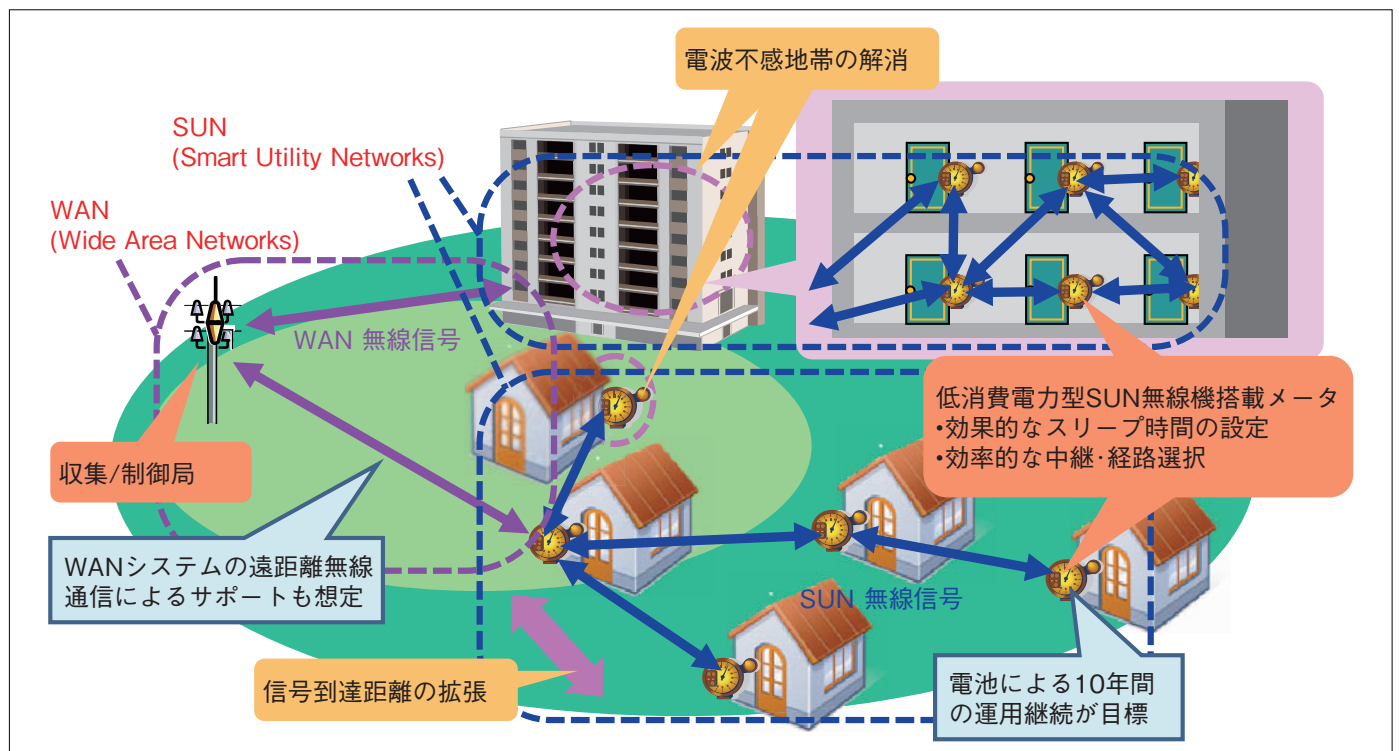 電波不感地帯の解消
SUN
(Smart Utility Networks)
WAN
(Wide Area Networks)
WAN 無線信号
収集/制御局
低消費電力型SUN無線機搭載メータ
•効果的なスリープ時間の設定
•効率的な中継･経路選択
WANシステムの遠距離無線
通信によるサポートも想定
SUN 無線信号
信号到達距離の拡張
電池による10年間
の運用継続が目標